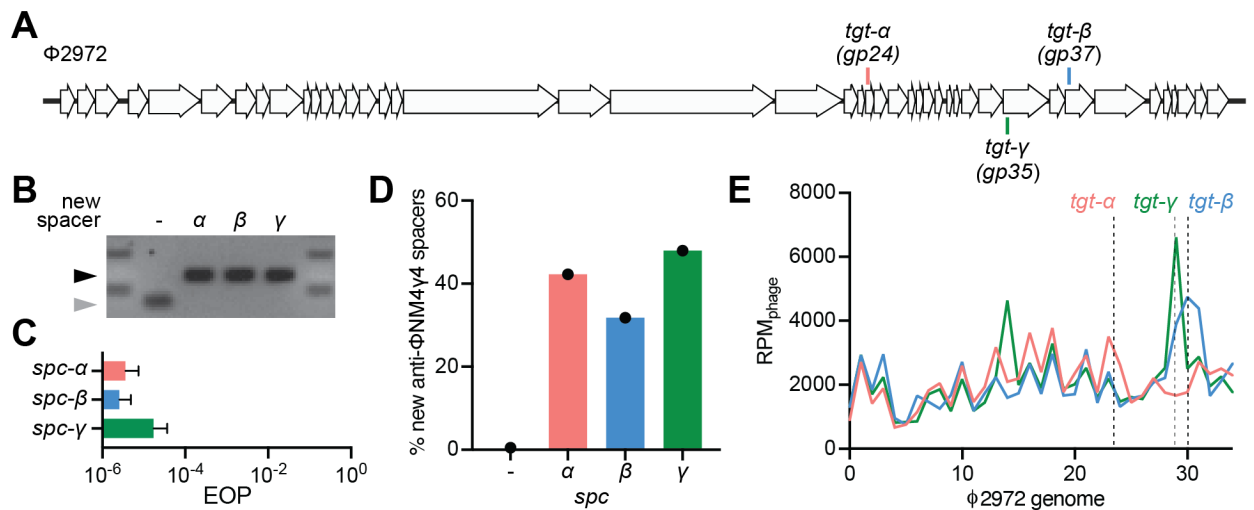 A
Φ2972
tgt-α
(gp24)
tgt-β
(gp37)
tgt-γ
(gp35)
B
new
spacer
- α β γ
C
spc-α
spc-β
spc-γ
10-6 10-4 10-2 100
EOP
D
% new anti-ΦNM4γ4 spacers
60
40
20
0
- α β γ
spc
E
RPMphage
8000
6000
4000
2000
0
tgt-α tgt-γ tgt-β
0 10 20 30
ϕ2972 genome